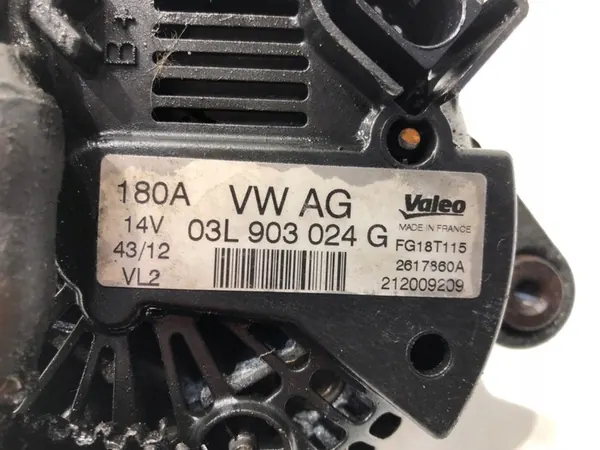 B+
180A VW AG Valeo
14V 03L 903 024 G MADE IN FRANCE
43/12 FG18T115
VL2 2617860A
212009209